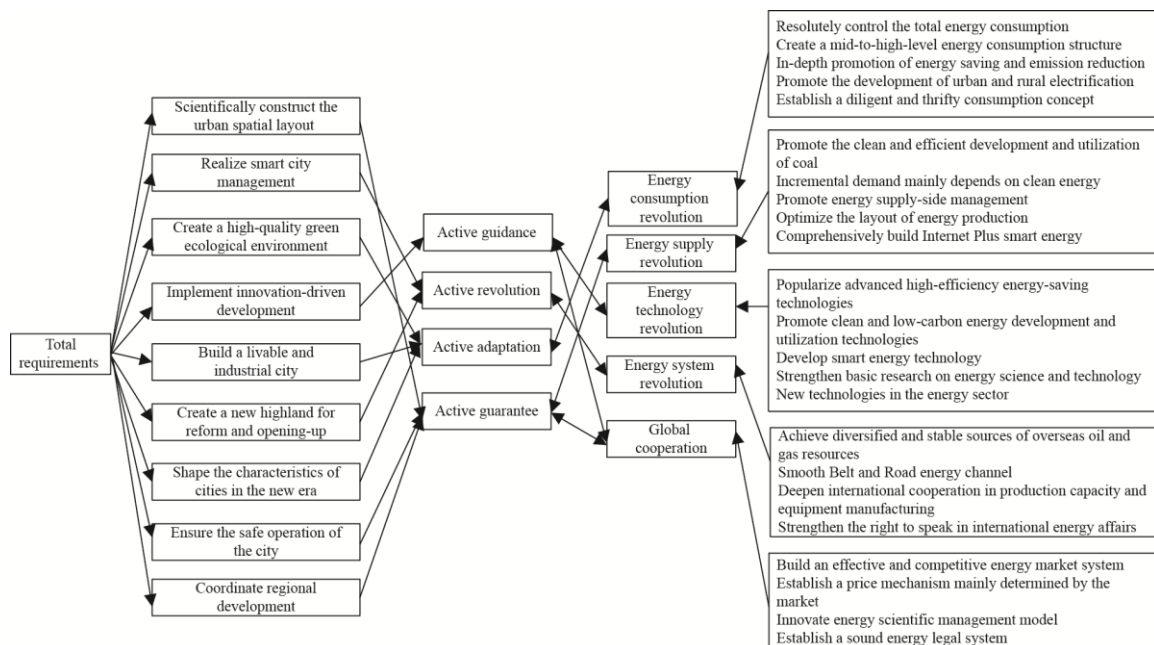 Total
requirements
Scientifically construct the
urban spatial layout
Realize smart city
management
Create a high-quality green
ecological environment
Implement innovation-driven
development
Build a livable and
industrial city
Create a new highland for
reform and opening-up
Shape the characteristics of
cities in the new era
Ensure the safe operation of
the city
Coordinate regional
development
Active guidance
Active revolution
Active adaptation
Active guarantee
Energy
consumption
revolution
Energy supply
revolution
Energy
technology
revolution
Energy system
revolution
Global
cooperation
Resolutely control the total energy consumption
Create a mid-to-high-level energy consumption structure
In-depth promotion of energy saving and emission reduction
Promote the development of urban and rural electrification
Establish a diligent and thrifty consumption concept
Promote the clean and efficient development and utilization
of coal
Incremental demand mainly depends on clean energy
Promote energy supply-side management
Optimize the layout of energy production
Comprehensively build Internet Plus smart energy
Popularize advanced high-efficiency energy-saving
technologies
Promote clean and low-carbon energy development and
utilization technologies
Develop smart energy technology
Strengthen basic research on energy science and technology
New technologies in the energy sector
Achieve diversified and stable sources of overseas oil and
gas resources
Smooth Belt and Road energy channel
Deepen international cooperation in production capacity and
equipment manufacturing
Strengthen the right to speak in international energy affairs
Build an effective and competitive energy market system
Establish a price mechanism mainly determined by the
market
Innovate energy scientific management model
Establish a sound energy legal system